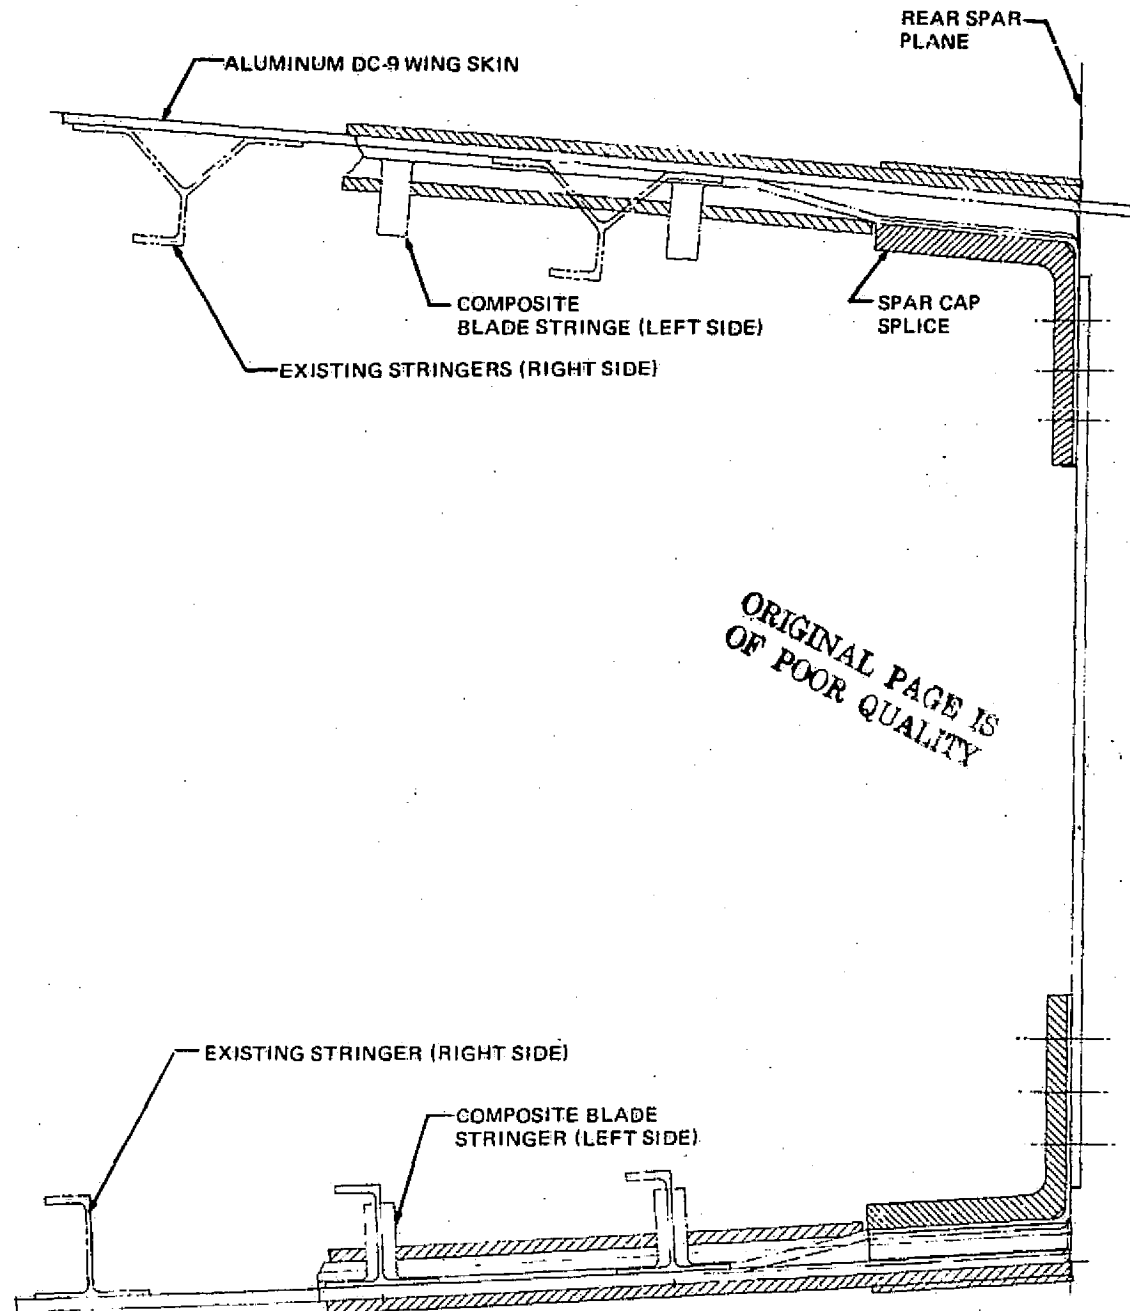 REAR SPAR
PLANE
ALUMINUM DC-9 WING SKIN
COMPOSITE
BLADE STRINGE (LEFT SIDE)
SPAR CAP
SPLICE
EXISTING STRINGERS (RIGHT SIDE)
ORIGINAL PAGE IS
OF POOR QUALITY
EXISTING STRINGER (RIGHT SIDE)
COMPOSITE BLADE
STRINGER (LEFT SIDE)